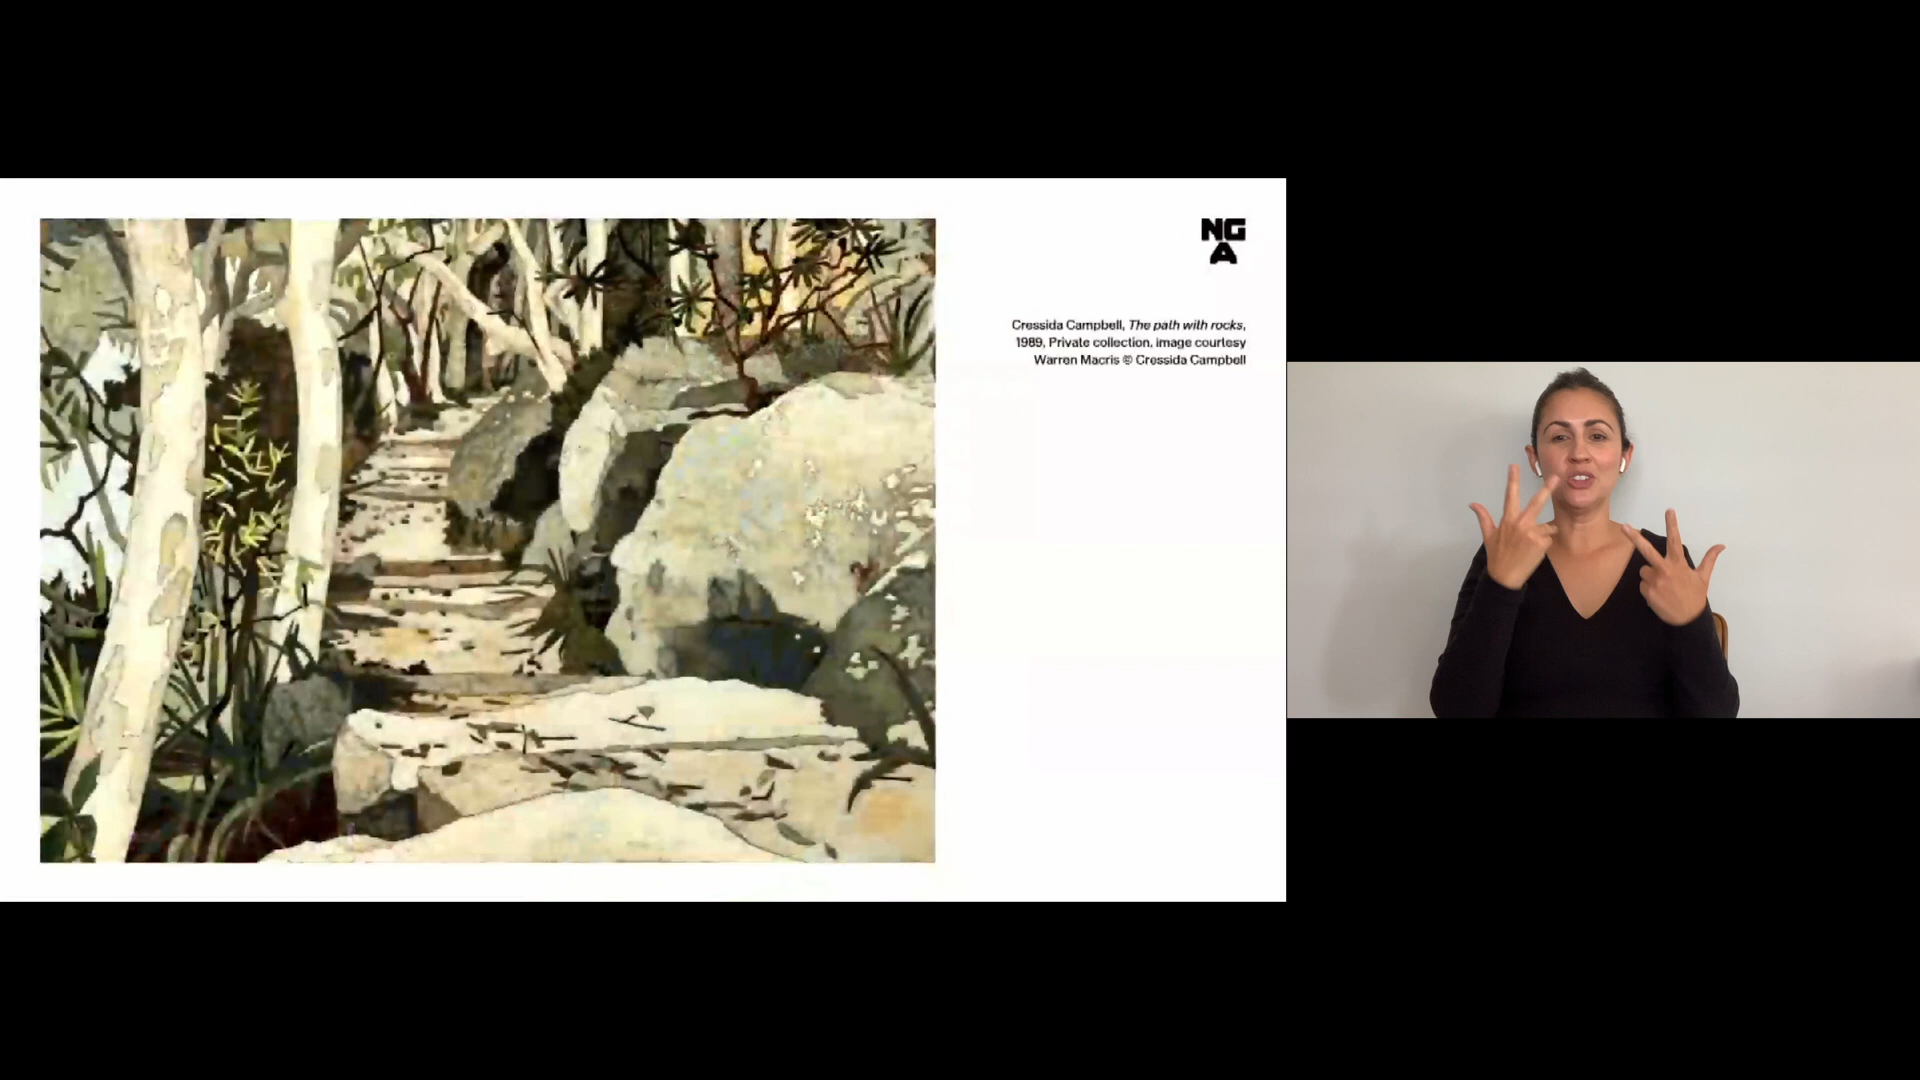 NG
A
Cressida Campbell, The path with rocks,
1989, Private collection, image courtesy
Warren Macris © Cressida Campbell